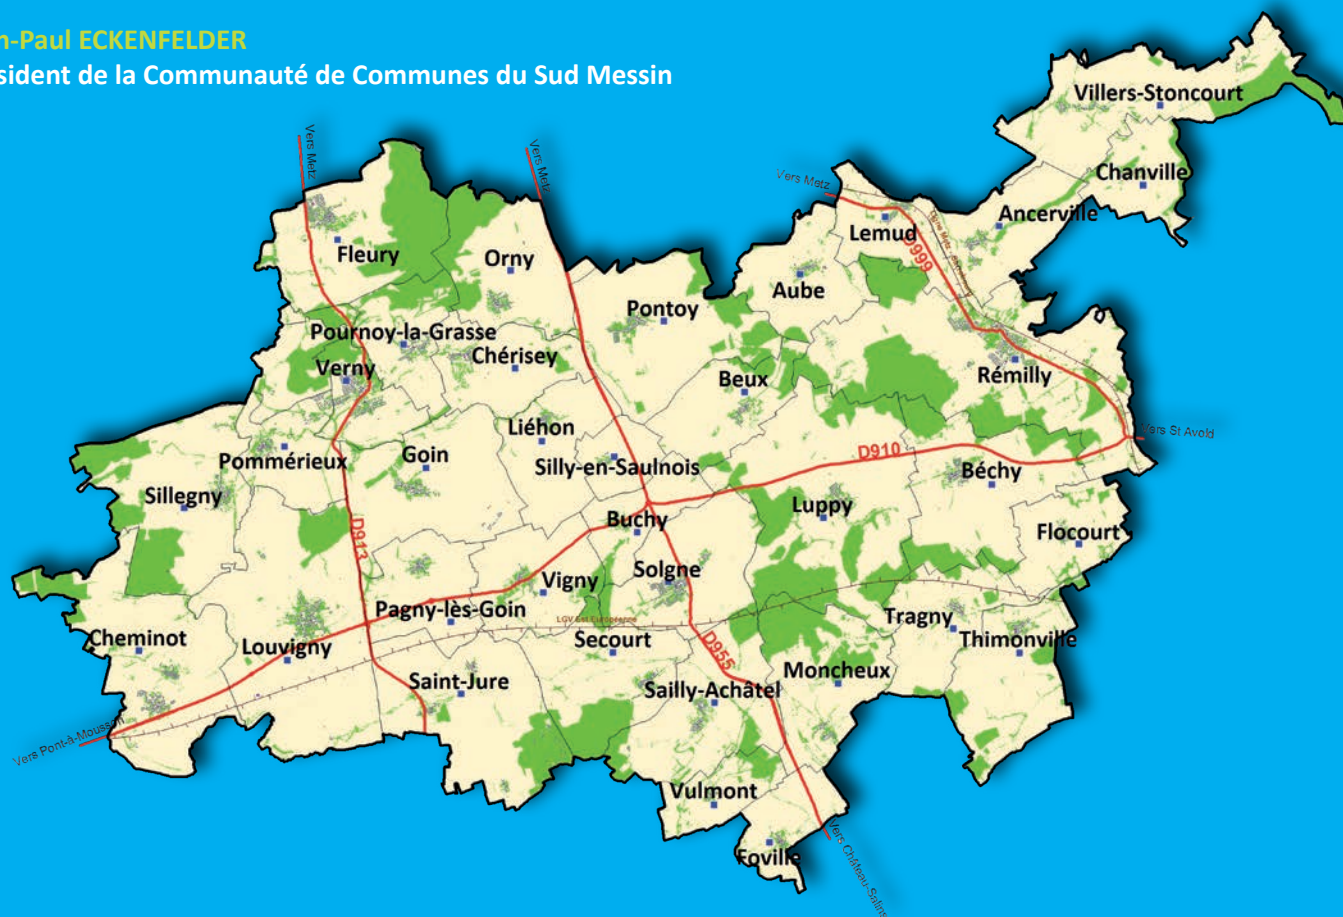 n-Paul ECKENFELDER
sident de la Communauté de Communes du Sud Messin
Villers-Stoncourt
Vers Metz
Vers Metz
Vers Metz
Chanville
Ancerville
Lemud
D999
Fleury
Orny
Aube
Pontoy
Pournoy-la-Grasse
Chérisey
Verny
Beux
Rémilly
Liéhon
Vers St Avold
Pommérieux
Goin
Silly-en-Saulnois
D910
Béchy
Sillegny
Luppy
Buchy
D913
Flocourt
Solgne
Vigny
Pagny-lès-Goin
LGV Est Européenne
Tragny
Thimonville
Cheminot
Louvigny
Secourt
D955
Moncheux
Saint-Jure
Sailly-Achâtel
Vers Pont-à-Mousson
Vulmont
Foville
Vers Château-Salins